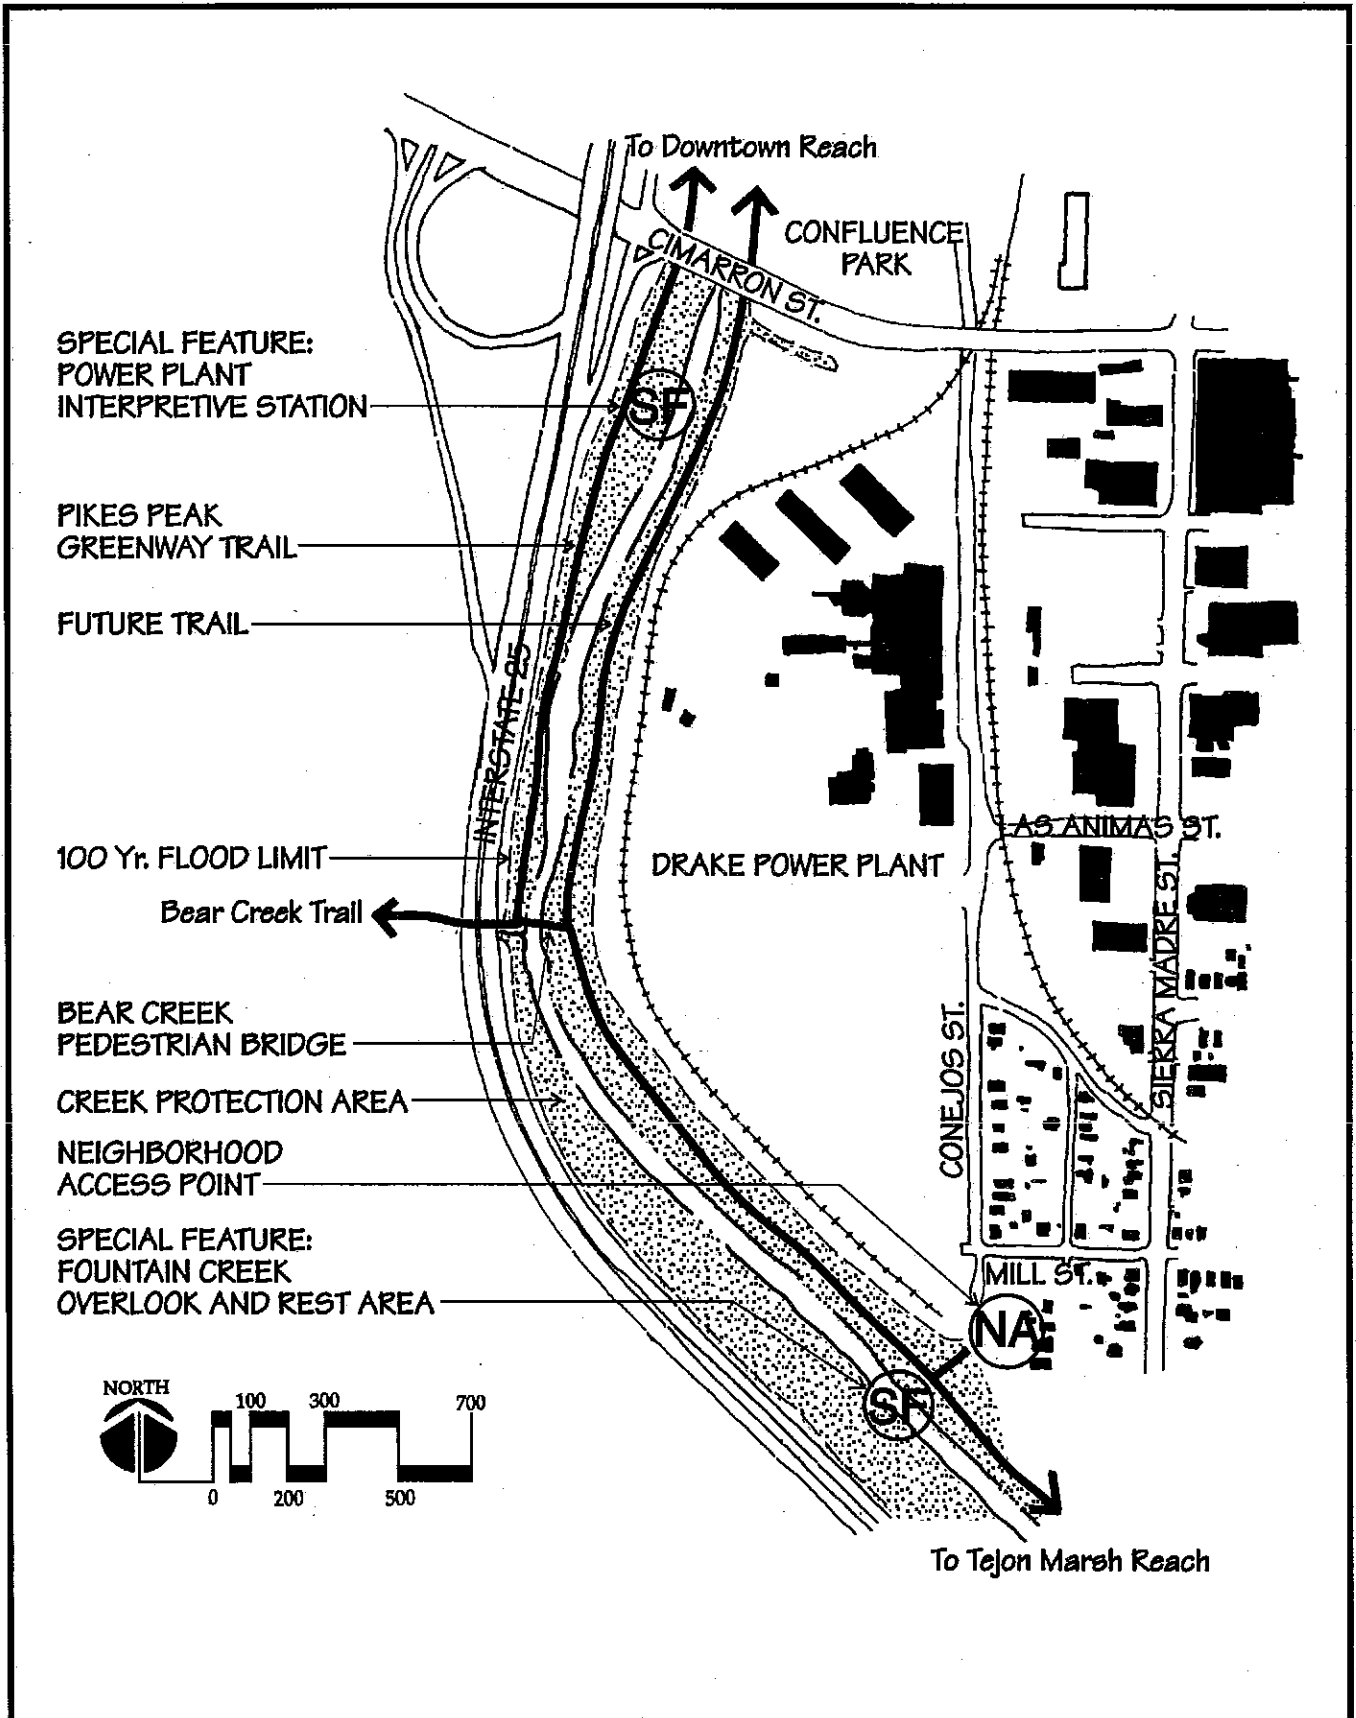 To Downtown Reach
CONFLUENCE
PARK
CIMARRON ST.
SPECIAL FEATURE:
POWER PLANT
INTERPRETIVE STATION
SF
PIKES PEAK
GREENWAY TRAIL
FUTURE TRAIL
INTERSTATE 25
100 Yr. FLOOD LIMIT
DRAKE POWER PLANT
AS ANIMAS ST.
Bear Creek Trail
SIERRA MADRE ST.
CONEJOS ST.
BEAR CREEK
PEDESTRIAN BRIDGE
CREEK PROTECTION AREA
NEIGHBORHOOD
ACCESS POINT
SPECIAL FEATURE:
FOUNTAIN CREEK
OVERLOOK AND REST AREA
MILL ST.
NA
SF
NORTH
100 300 700
0 200 500
To Tejon Marsh Reach